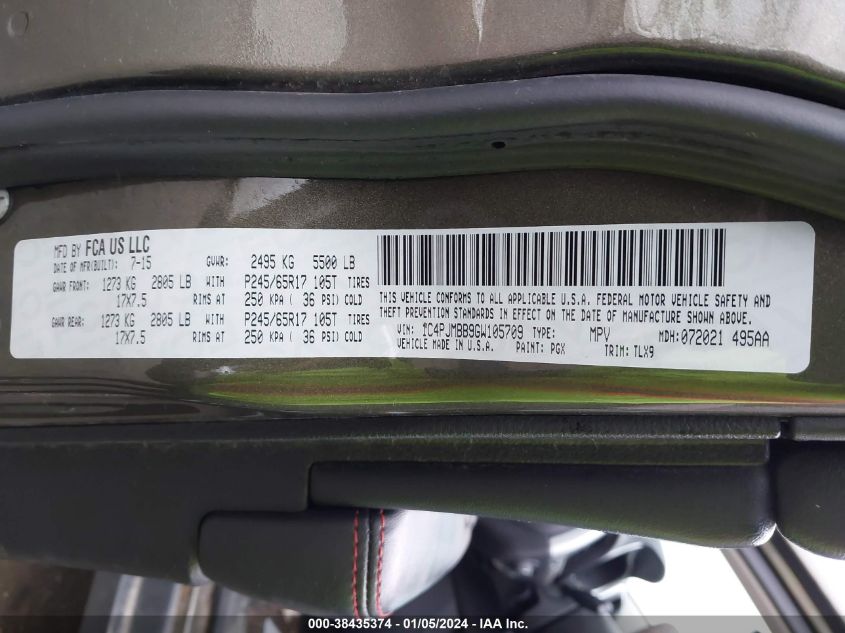 MFD BY FCA US LLC
DATE OF MFR(BUILT): 7-15 GVWR: 2495 KG 5500 LB
GAWR FRONT: 1273 KG 2805 LB WITH P245/65R17 105T TIRES
17X7.5 RIMS AT 250 KPA ( 36 PSI) COLD
GAWR REAR: 1273 KG 2805 LB WITH P245/65R17 105T TIRES
17X7.5 RIMS AT 250 KPA ( 36 PSI) COLD
THIS VEHICLE CONFORMS TO ALL APPLICABLE U.S.A. FEDERAL MOTOR VEHICLE SAFETY AND
THEFT PREVENTION STANDARDS IN EFFECT ON THE DATE OF MANUFACTURE SHOWN ABOVE.
VIN: 1C4PJMBB9GW105709 TYPE: MPV MDH: 072021 495AA
VEHICLE MADE IN U.S.A. PAINT: PGX TRIM: TLX9
000-38435374 - 01/05/2024 - IAA Inc.